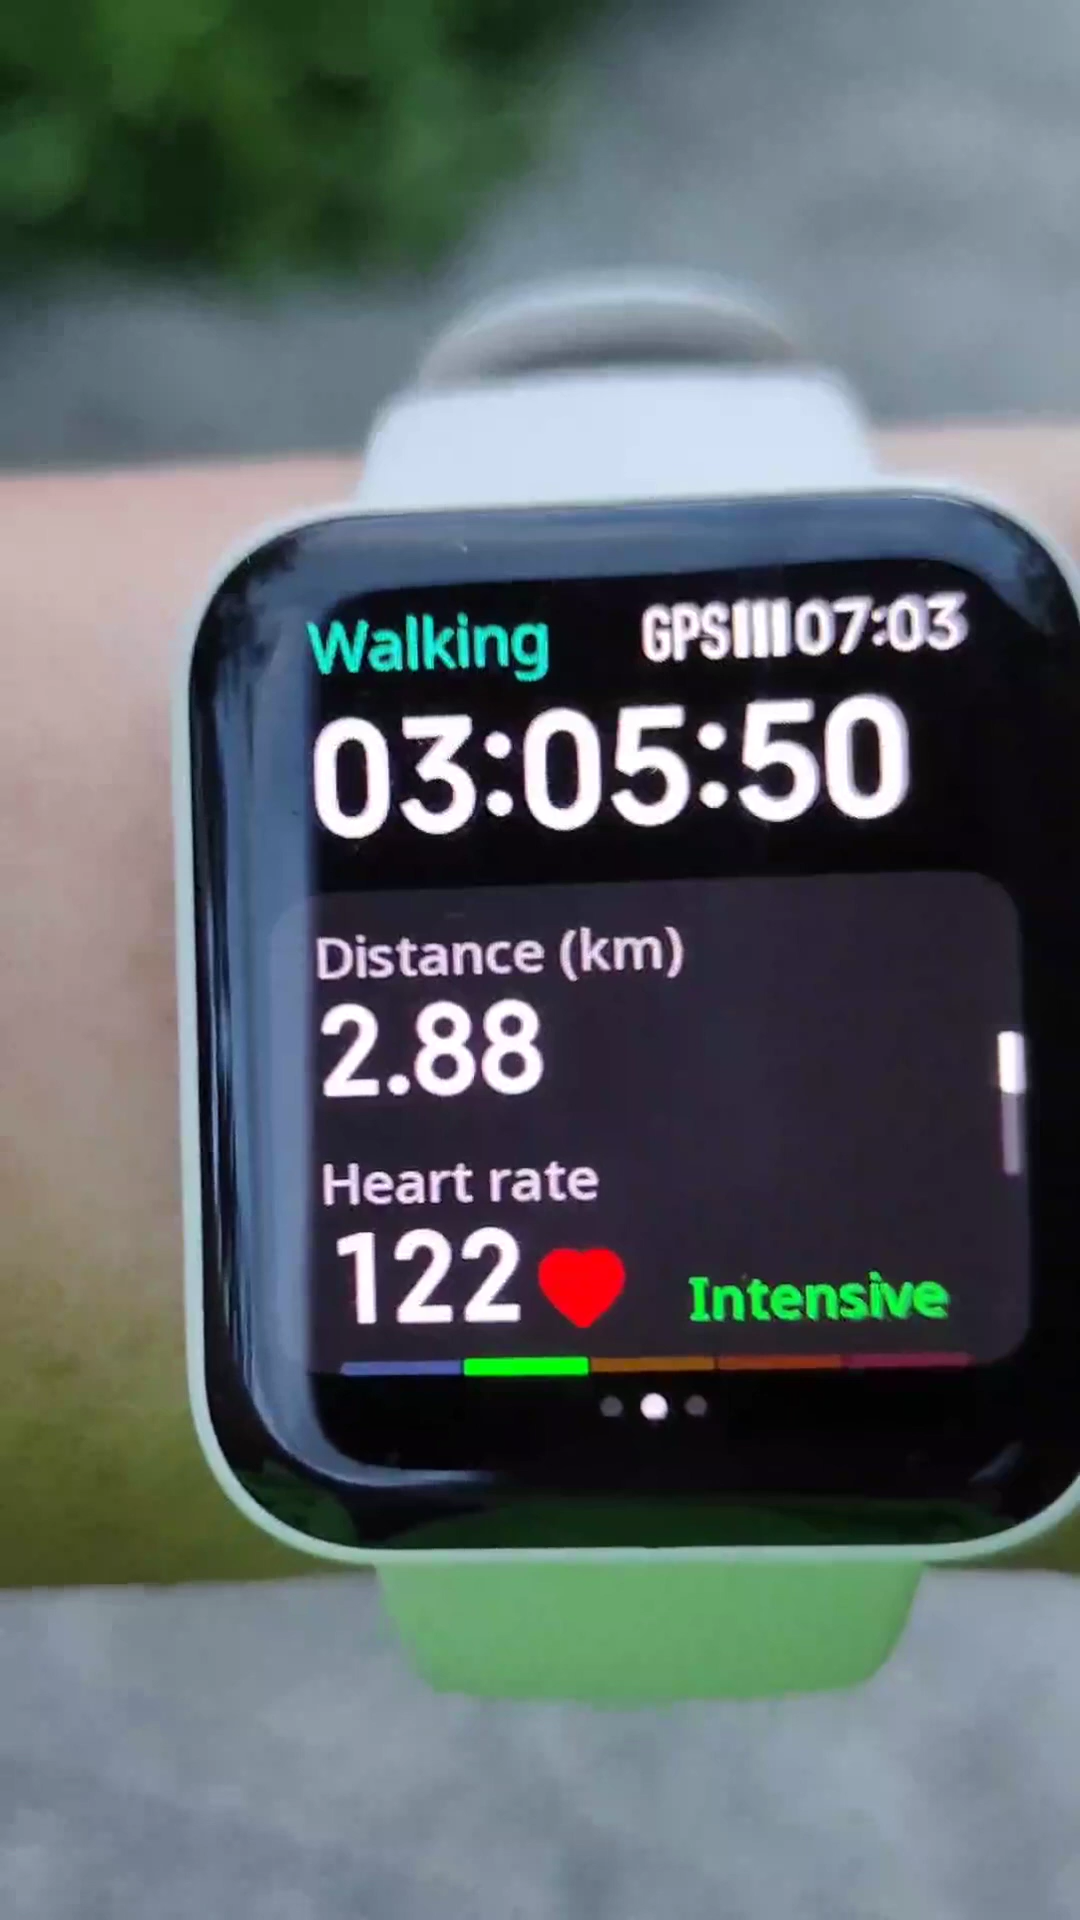 Walking GPS 07:03
03:05:50
Distance (km)
2.88
Heart rate
122 Intensive